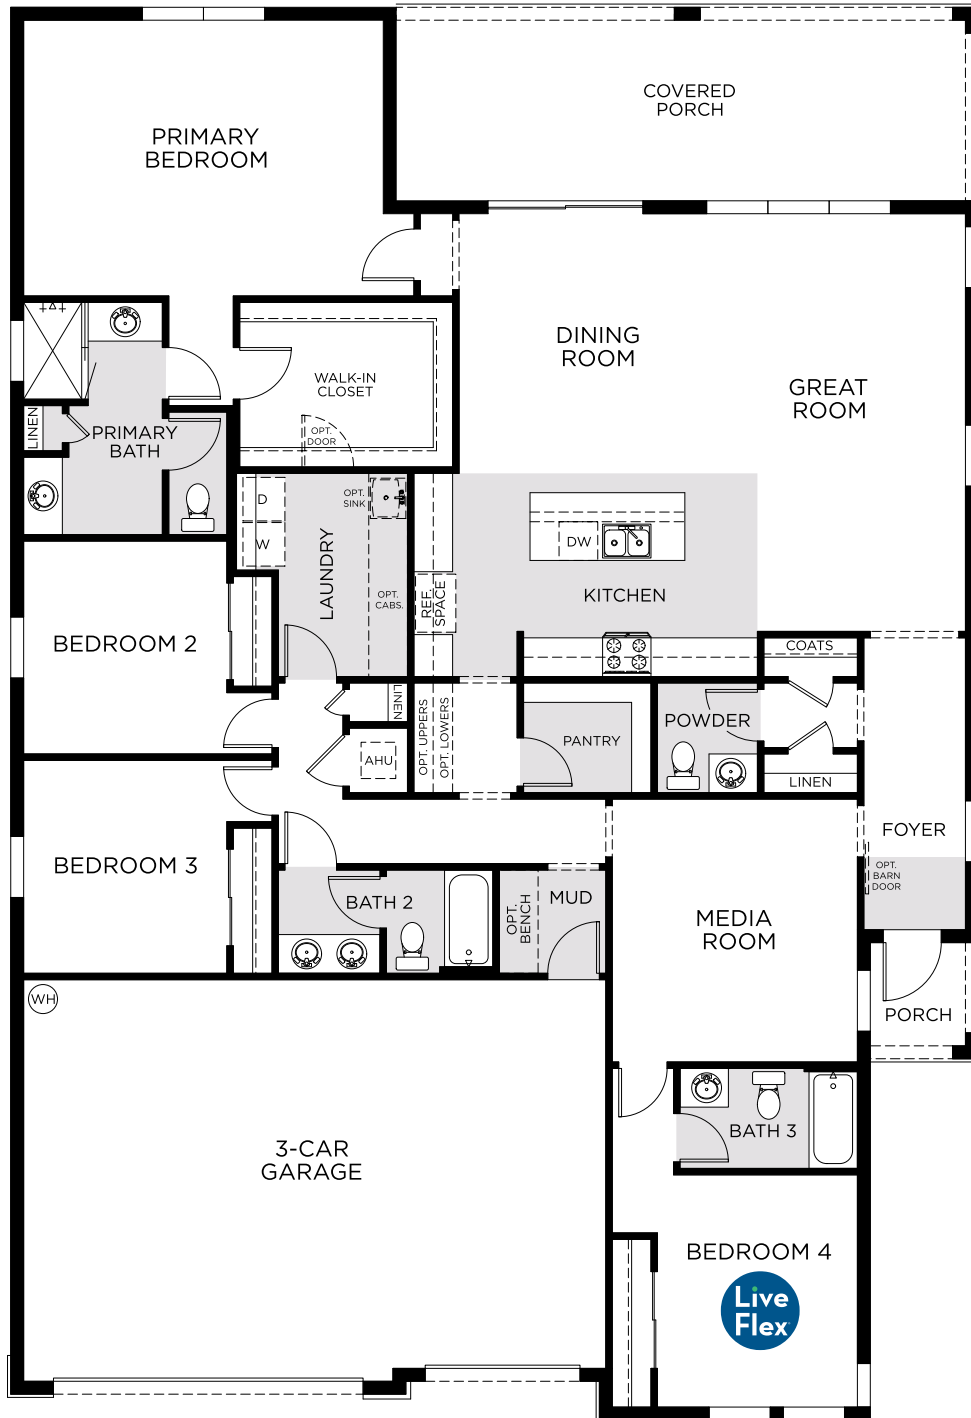 COVERED
PORCH
PRIMARY
BEDROOM
DINING
ROOM
GREAT
ROOM
WALK-IN
CLOSET
OPT.
DOOR
LINEN
PRIMARY
BATH
D
W
OPT.
SINK
LAUNDRY
OPT.
CABS.
REF.
SPACE
DW
KITCHEN
BEDROOM 2
COATS
LINEN
OPT. UPPERS
OPT. LOWERS
PANTRY
POWDER
AHU
LINEN
FOYER
OPT.
BARN
DOOR
BEDROOM 3
BATH 2
OPT.
BENCH
MUD
MEDIA
ROOM
WH
PORCH
3-CAR
GARAGE
BATH 3
BEDROOM 4
Live
Flex